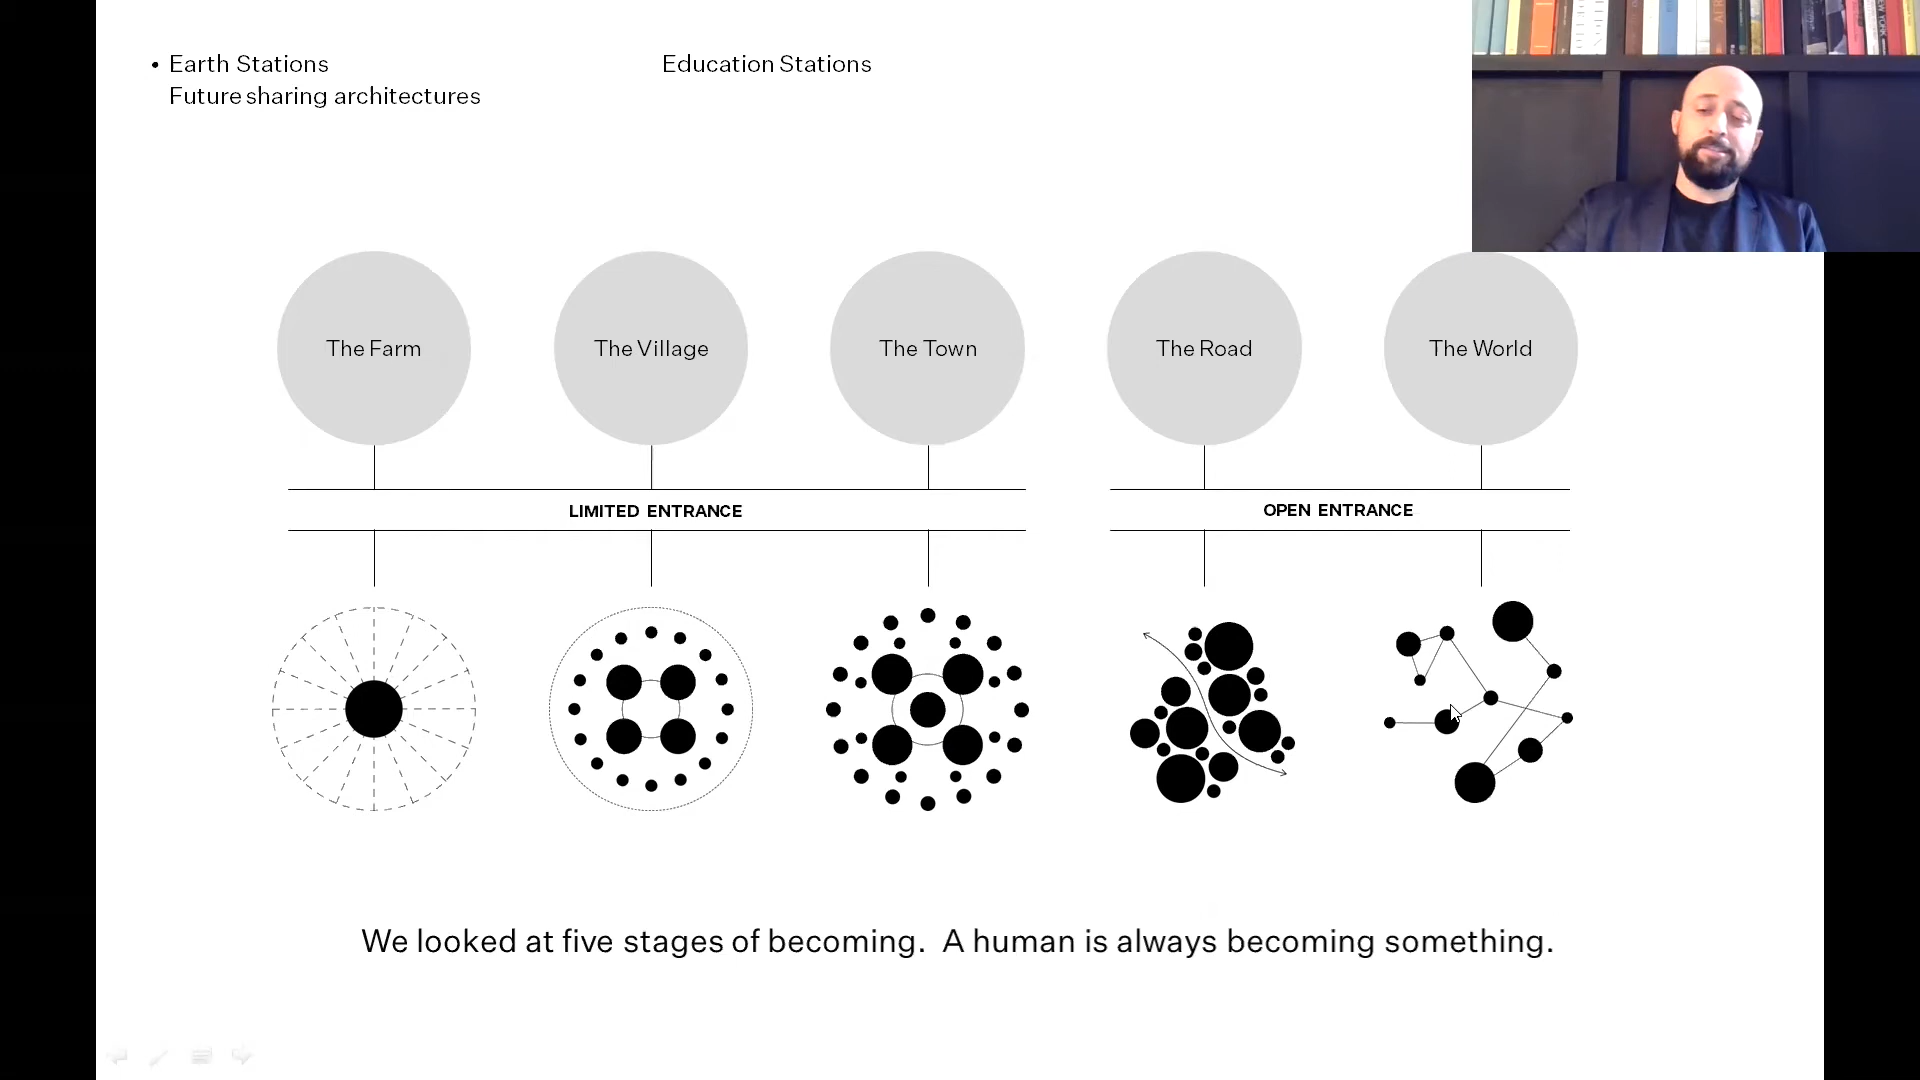 • Earth Stations
Future sharing architectures
Education Stations
The Farm
The Village
The Town
The Road
The World
LIMITED ENTRANCE
OPEN ENTRANCE
We looked at five stages of becoming. A human is always becoming something.